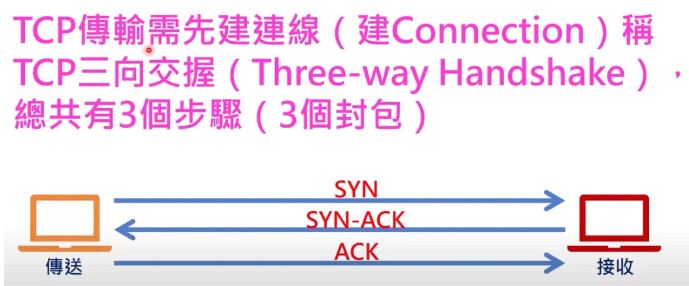 TCP傳輸需先建連線（建Connection）稱
TCP三向交握（Three-way Handshake），
總共有3個步驟（3個封包）
SYN
SYN-ACK
ACK
傳送
接收